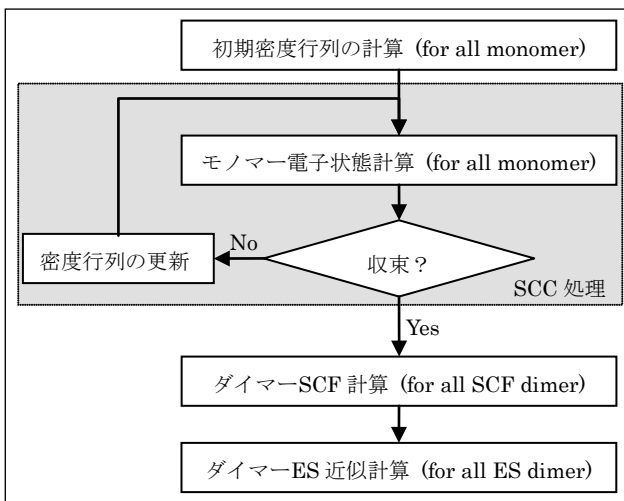 初期密度行列の計算 (for all monomer)
モノマー電子状態計算 (for all monomer)
No
密度行列の更新
収束？
SCC 処理
Yes
ダイマーSCF 計算 (for all SCF dimer)
ダイマーES 近似計算 (for all ES dimer)